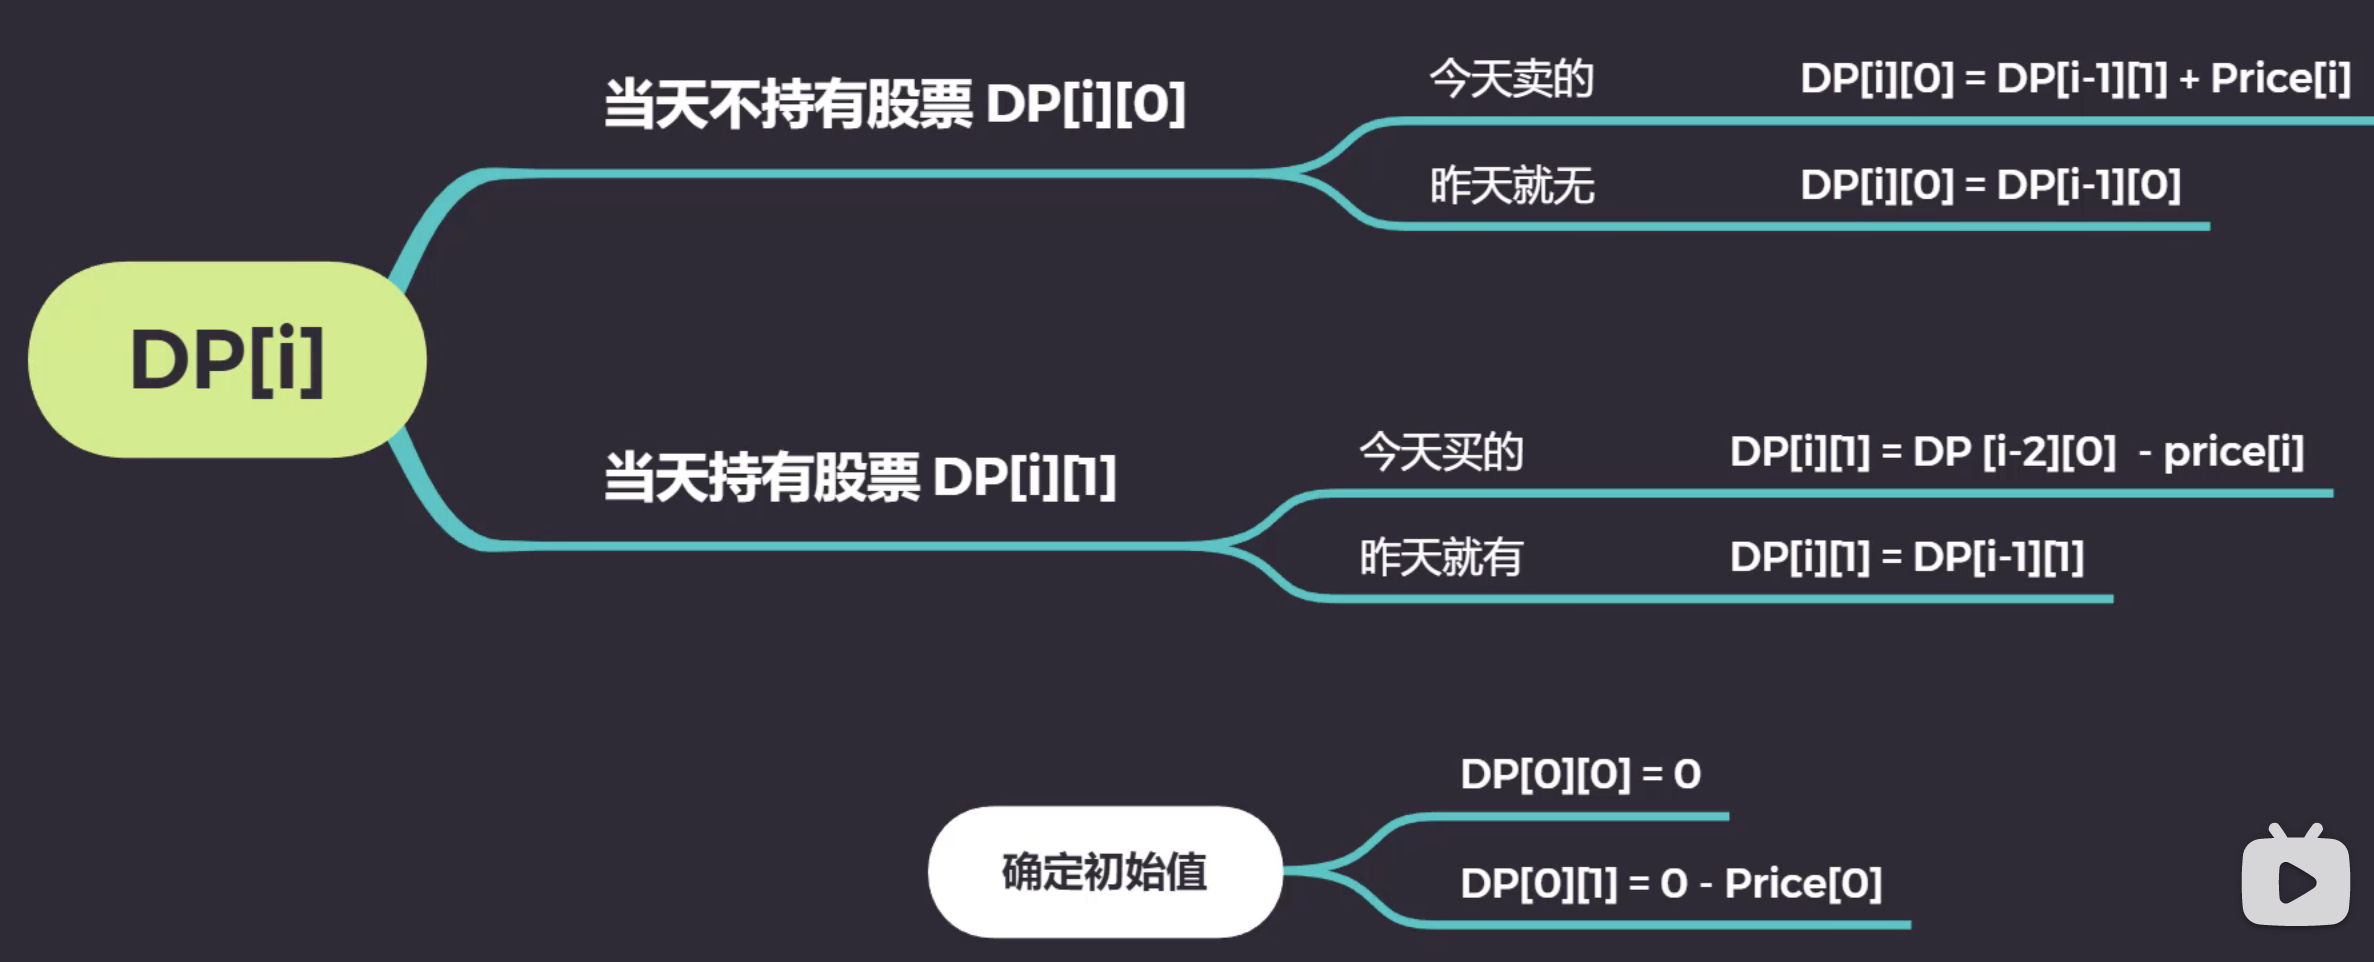 当天不持有股票 DP[i][0]
今天卖的 DP[i][0] = DP[i-1][1] + Price[i]
昨天就无 DP[i][0] = DP[i-1][0]
DP[i]
当天持有股票 DP[i][1]
今天买的 DP[i][1] = DP [i-2][0] - price[i]
昨天就有 DP[i][1] = DP[i-1][1]
确定初始值
DP[0][0] = 0
DP[0][1] = 0 - Price[0]